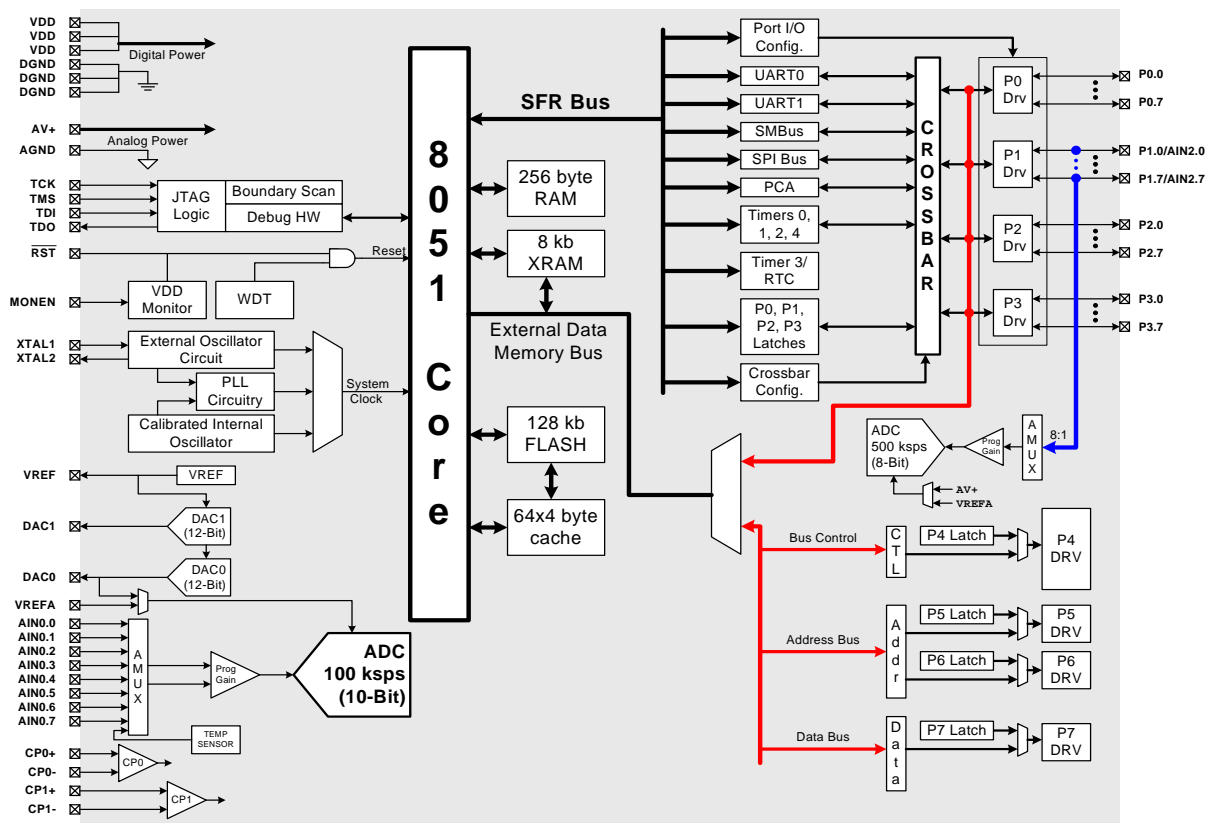 VDD
VDD
VDD
DGND
DGND
DGND
Digital Power
AV+
Analog Power
AGND
TCK
TMS
TDI
TDO
JTAG
Logic
Boundary Scan
Debug HW
RST
Reset
MONEN
VDD
Monitor
WDT
XTAL1
XTAL2
External Oscillator
Circuit
PLL
Circuitry
Calibrated Internal
Oscillator
System
Clock
VREF
VREF
DAC1
DAC1
(12-Bit)
DAC0
DAC0
(12-Bit)
VREFA
AIN0.0
AIN0.1
AIN0.2
AIN0.3
AIN0.4
AIN0.5
AIN0.6
AIN0.7
A
M
U
X
Prog
Gain
ADC
100 ksps
(10-Bit)
TEMP
SENSOR
CP0+
CP0-
CP0
CP1+
CP1-
CP1
8
0
5
1
C
o
r
e
SFR Bus
256 byte
RAM
8 kb
XRAM
External Data
Memory Bus
128 kb
FLASH
64x4 byte
cache
Port I/O
Config.
UART0
UART1
SMBus
SPI Bus
PCA
Timers 0,
1, 2, 4
Timer 3/
RTC
P0, P1,
P2, P3
Latches
Crossbar
Config.
C
R
O
S
S
B
A
R
P0
Drv
P1
Drv
P2
Drv
P3
Drv
P0.0
P0.7
P1.0/AIN2.0
P1.7/AIN2.7
P2.0
P2.7
P3.0
P3.7
ADC
500 ksps
(8-Bit)
Prog
Gain
A
M
U
X
8:1
AV+
VREFA
Bus Control
C
T
L
P4 Latch
P4
DRV
Address Bus
A
d
d
r
P5 Latch
P5
DRV
P6 Latch
P6
DRV
Data Bus
D
a
t
a
P7 Latch
P7
DRV